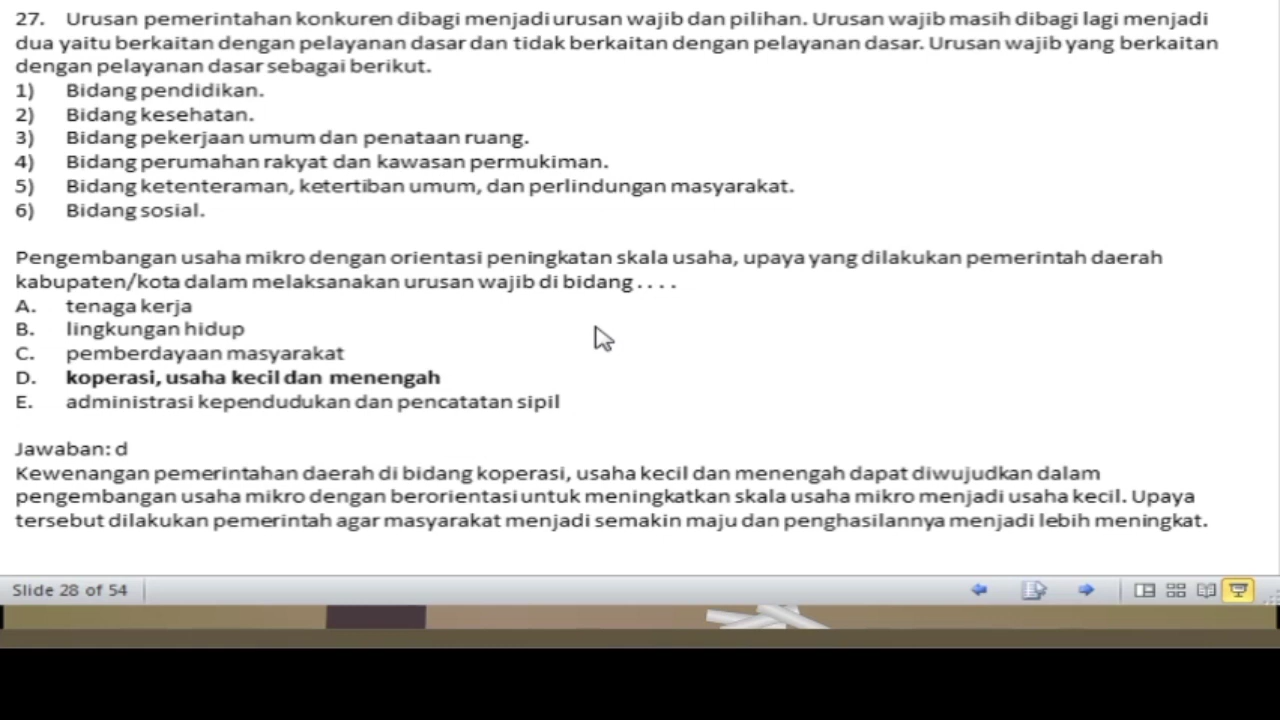 27. Urusan pemerintahan konkuren dibagi menjadi urusan wajib dan pilihan. Urusan wajib masih dibagi lagi menjadi
dua yaitu berkaitan dengan pelayanan dasar dan tidak berkaitan dengan pelayanan dasar. Urusan wajib yang berkaitan
dengan pelayanan dasar sebagai berikut.
1) Bidang pendidikan.
2) Bidang kesehatan.
3) Bidang pekerjaan umum dan penataan ruang.
4) Bidang perumahan rakyat dan kawasan permukiman.
5) Bidang ketenteraman, ketertiban umum, dan perlindungan masyarakat.
6) Bidang sosial.
Pengembangan usaha mikro dengan orientasi peningkatan skala usaha, upaya yang dilakukan pemerintah daerah
kabupaten/kota dalam melaksanakan urusan wajib di bidang . . . .
A. tenaga kerja
B. lingkungan hidup
C. pemberdayaan masyarakat
D. koperasi, usaha kecil dan menengah
E. administrasi kependudukan dan pencatatan sipil
Jawaban: d
Kewenangan pemerintahan daerah di bidang koperasi, usaha kecil dan menengah dapat diwujudkan dalam
pengembangan usaha mikro dengan berorientasi untuk meningkatkan skala usaha mikro menjadi usaha kecil. Upaya
tersebut dilakukan pemerintah agar masyarakat menjadi semakin maju dan penghasilannya menjadi lebih meningkat.
Slide 28 of 54